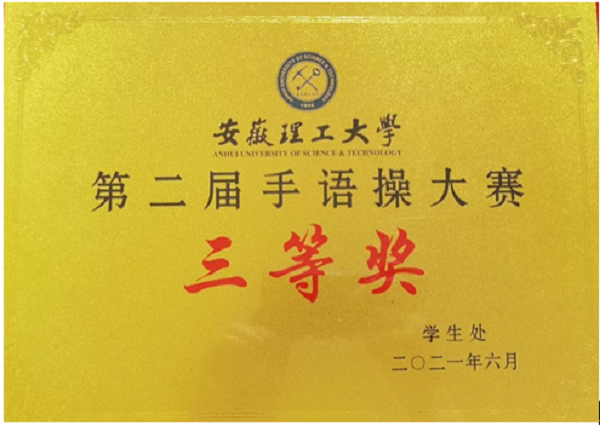 安徽理工大學
ANHUI UNIVERSITY OF SCIENCE & TECHNOLOGY
第二届手语操大赛
三等奖
学生处
二〇二一年六月